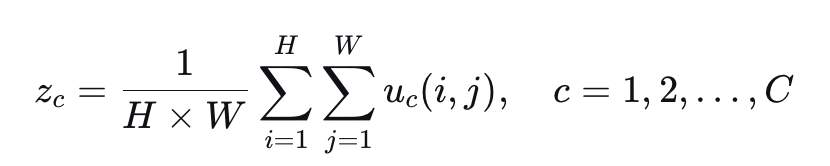 z_c = \frac{1}{H \times W} \sum_{i=1}^{H} \sum_{j=1}^{W} u_c(i, j), \quad c = 1, 2, \ldots, C